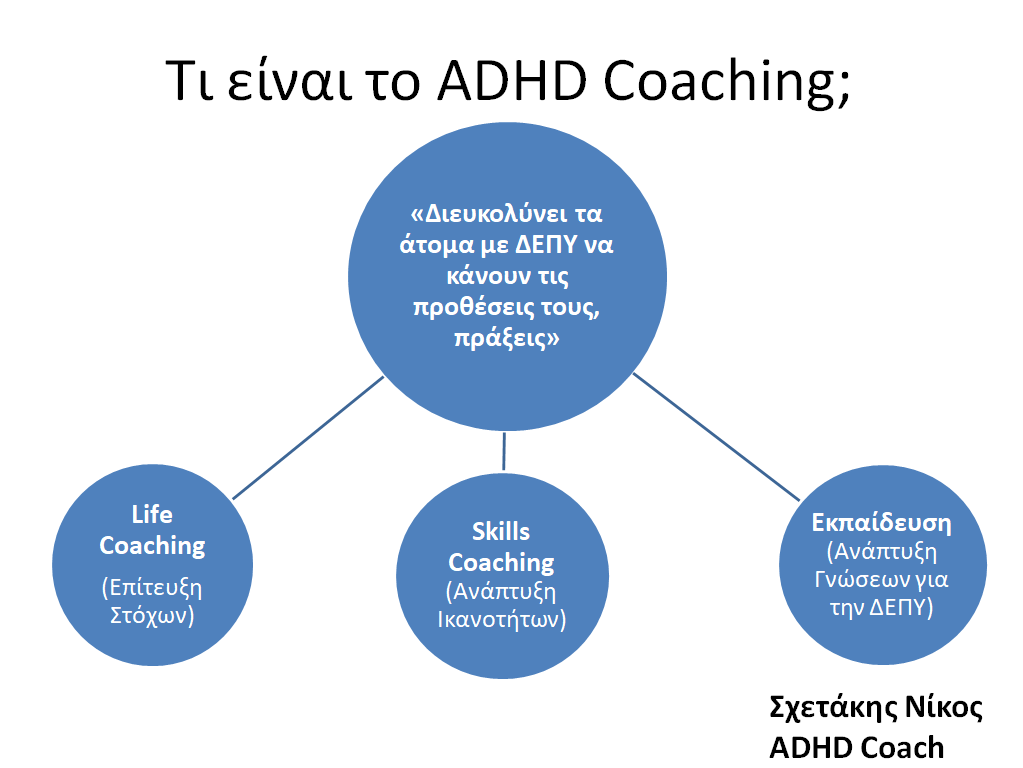 Τι είναι το ADHD Coaching;
«Διευκολύνει τα
άτομα με ΔΕΠΥ να
κάνουν τις
προθέσεις τους,
πράξεις»
Life
Coaching
(Επίτευξη
Στόχων)
Skills
Coaching
(Ανάπτυξη
Ικανοτήτων)
Εκπαίδευση
(Ανάπτυξη
Γνώσεων για
την ΔΕΠΥ)
Σχετάκης Νίκος
ADHD Coach